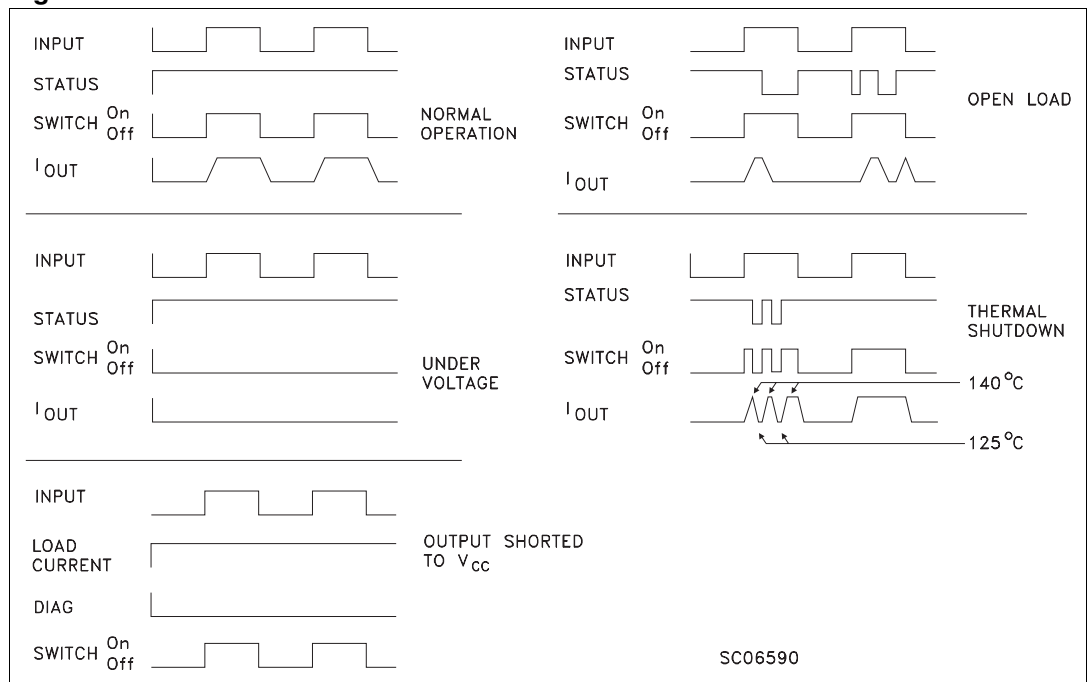 INPUT
STATUS
SWITCH On
Off
I OUT
NORMAL
OPERATION
INPUT
STATUS
SWITCH On
Off
I OUT
OPEN LOAD
INPUT
STATUS
SWITCH On
Off
I OUT
UNDER
VOLTAGE
INPUT
STATUS
SWITCH On
Off
I OUT
THERMAL
SHUTDOWN
140 °C
125 °C
INPUT
LOAD
CURRENT
DIAG
SWITCH On
Off
OUTPUT SHORTED
TO VCC
SC06590